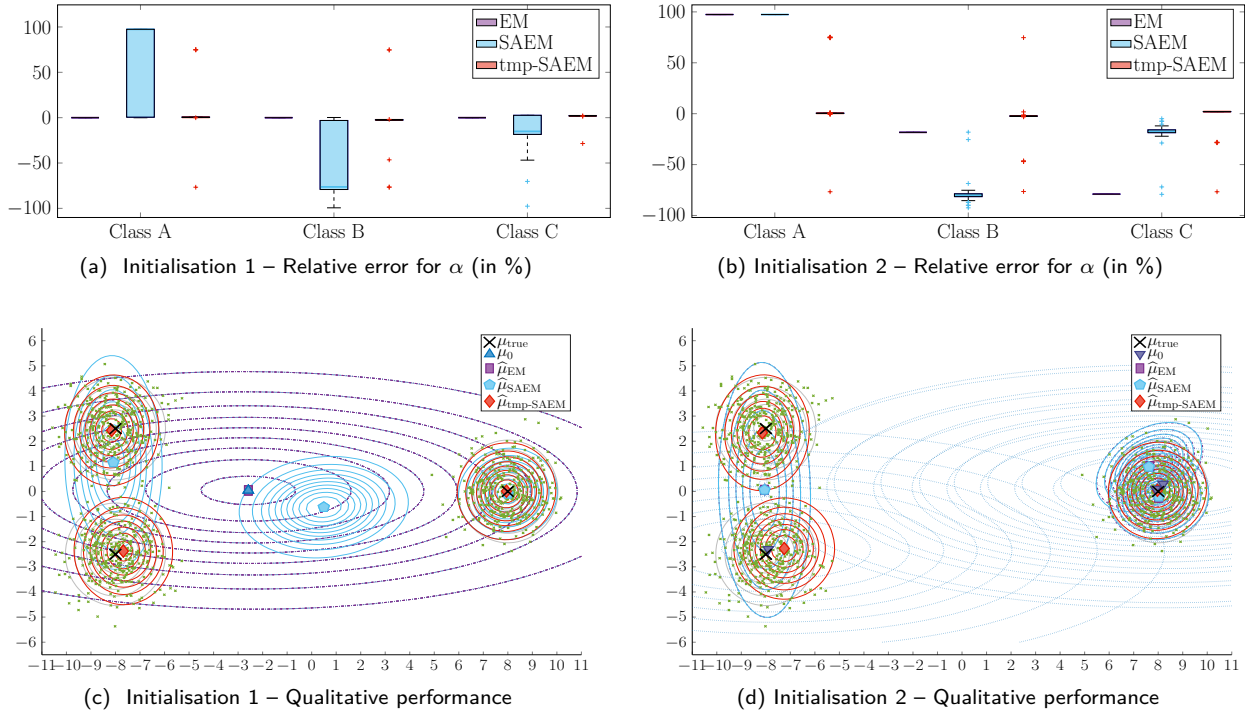 100
50
0
−50
−100
EM
SAEM
tmp-SAEM
Class A Class B Class C
(a) Initialisation 1 – Relative error for α (in %)
100
50
0
−50
−100
EM
SAEM
tmp-SAEM
Class A Class B Class C
(b) Initialisation 2 – Relative error for α (in %)
6
5
4
3
2
1
0
−1
−2
−3
−4
−5
−6
−11 −10 −9 −8 −7 −6 −5 −4 −3 −2 −1 0 1 2 3 4 5 6 7 8 9 10 11
μtrue
μ0
μ̂EM
μ̂SAEM
μ̂tmp-SAEM
(c) Initialisation 1 – Qualitative performance
6
5
4
3
2
1
0
−1
−2
−3
−4
−5
−6
−11 −10 −9 −8 −7 −6 −5 −4 −3 −2 −1 0 1 2 3 4 5 6 7 8 9 10 11
μtrue
μ0
μ̂EM
μ̂SAEM
μ̂tmp-SAEM
(d) Initialisation 2 – Qualitative performance